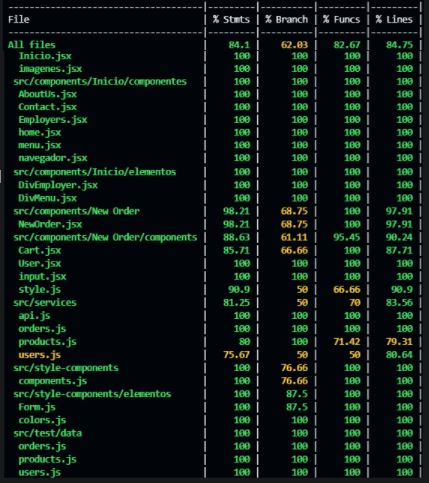 --------------------------------|---------|----------|---------|---------|
File | % Stmts | % Branch | % Funcs | % Lines |
--------------------------------|---------|----------|---------|---------|
All files | 84.1 | 62.03 | 82.67 | 84.75 |
Inicio.jsx | 100 | 100 | 100 | 100 |
imagenes.jsx | 100 | 100 | 100 | 100 |
src/components/Inicio/componentes | 100 | 100 | 100 | 100 |
AboutUs.jsx | 100 | 100 | 100 | 100 |
Contact.jsx | 100 | 100 | 100 | 100 |
Employers.jsx | 100 | 100 | 100 | 100 |
home.jsx | 100 | 100 | 100 | 100 |
menu.jsx | 100 | 100 | 100 | 100 |
navegador.jsx | 100 | 100 | 100 | 100 |
src/components/Inicio/elementos | 100 | 100 | 100 | 100 |
DivEmployer.jsx | 100 | 100 | 100 | 100 |
DivMenu.jsx | 100 | 100 | 100 | 100 |
src/components/New Order | 98.21 | 68.75 | 100 | 97.91 |
NewOrder.jsx | 98.21 | 68.75 | 100 | 97.91 |
src/components/New Order/components | 88.63 | 61.11 | 95.45 | 90.24 |
Cart.jsx | 85.71 | 66.66 | 100 | 87.71 |
User.jsx | 100 | 100 | 100 | 100 |
input.jsx | 100 | 100 | 100 | 100 |
style.js | 90.9 | 50 | 66.66 | 90.9 |
src/services | 81.25 | 50 | 70 | 83.56 |
api.js | 100 | 100 | 100 | 100 |
orders.js | 100 | 100 | 100 | 100 |
products.js | 80 | 100 | 71.42 | 79.31 |
users.js | 75.67 | 50 | 50 | 80.64 |
src/style-components | 100 | 76.66 | 100 | 100 |
components.js | 100 | 76.66 | 100 | 100 |
src/style-components/elementos | 100 | 87.5 | 100 | 100 |
Form.js | 100 | 87.5 | 100 | 100 |
colors.js | 100 | 100 | 100 | 100 |
src/test/data | 100 | 100 | 100 | 100 |
orders.js | 100 | 100 | 100 | 100 |
products.js | 100 | 100 | 100 | 100 |
users.js | 100 | 100 | 100 | 100 |